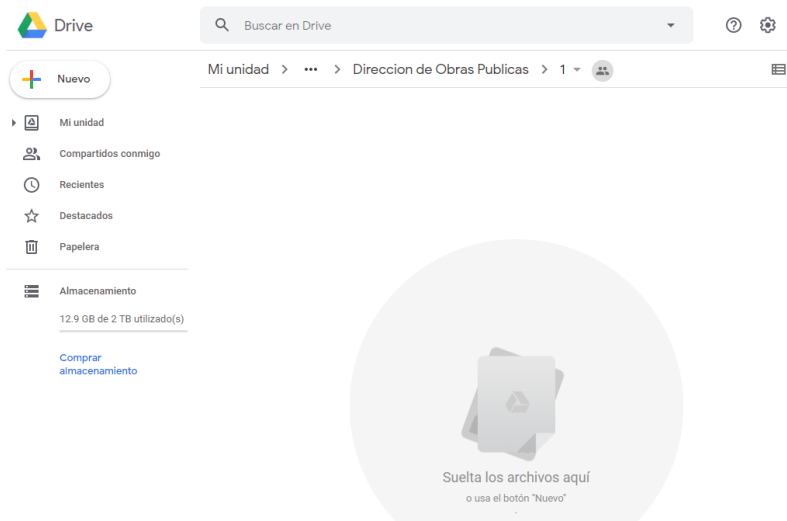 Drive
Buscar en Drive
Nuevo
Mi unidad > ••• > Direccion de Obras Publicas > 1
Mi unidad
Compartidos conmigo
Recientes
Destacados
Papelera
Almacenamiento
12.9 GB de 2 TB utilizado(s)
Comprar
almacenamiento
Suelta los archivos aquí
o usa el botón "Nuevo"